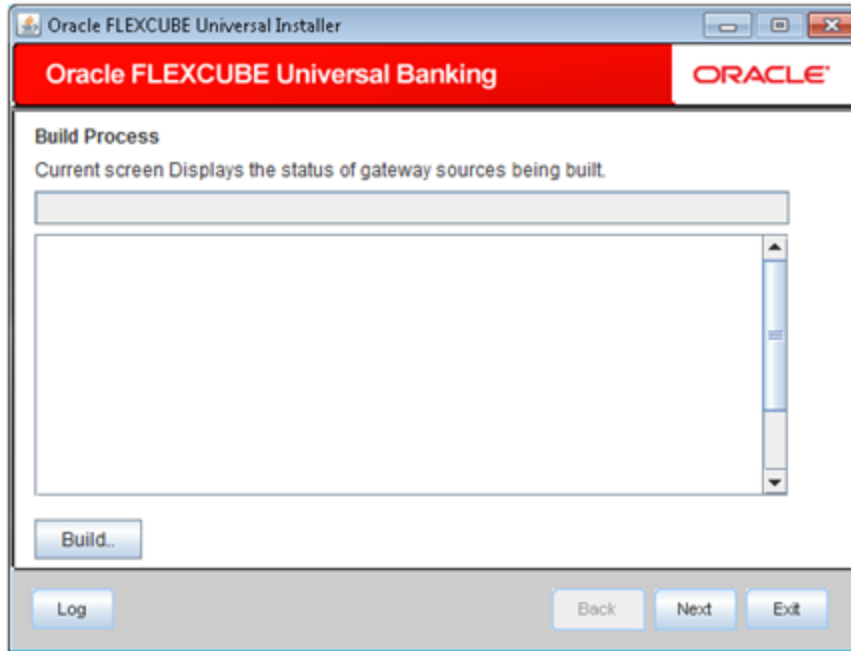 Oracle FLEXCUBE Universal Installer
Oracle FLEXCUBE Universal Banking
ORACLE
Build Process
Current screen Displays the status of gateway sources being built.
Build..
Log
Back
Next
Exit